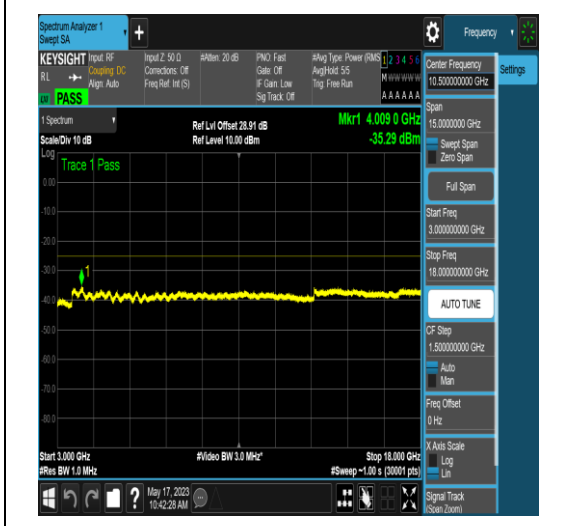 Spectrum Analyzer 1
Swept SA
+
Frequency
KEYSIGHT
RL
PASS
Input: RF
Coupling: DC
Align: Auto
Input Z: 50 Ω
Corrections: Off
Freq Ref: Int (S)
#Atten: 20 dB
PNO: Fast
Gate: Off
IF Gain: Low
Sig Track: Off
#Avg Type: Power (RMS
Avg|Hold: 5/5
Trig: Free Run
1 2 3 4 5 6
M W W W W W
A A A A A A
1 Spectrum
Scale/Div 10 dB
Ref Lvl Offset 28.91 dB
Ref Level 10.00 dBm
Mkr1 4.009 0 GHz
-35.29 dBm
Log
Trace 1 Pass
0.00
-10.0
-20.0
-30.0
-40.0
-50.0
-60.0
-70.0
-80.0
1
Start 3.000 GHz
#Res BW 1.0 MHz
#Video BW 3.0 MHz*
Stop 18.000 GHz
#Sweep ~1.00 s (30001 pts)
?
May 17, 2023
10:42:28 AM
Center Frequency
10.500000000 GHz
Settings
Span
15.0000000 GHz
Swept Span
Zero Span
Full Span
Start Freq
3.000000000 GHz
Stop Freq
18.000000000 GHz
AUTO TUNE
CF Step
1.500000000 GHz
Auto
Man
Freq Offset
0 Hz
X Axis Scale
Log
Lin
Signal Track
(Span Zoom)